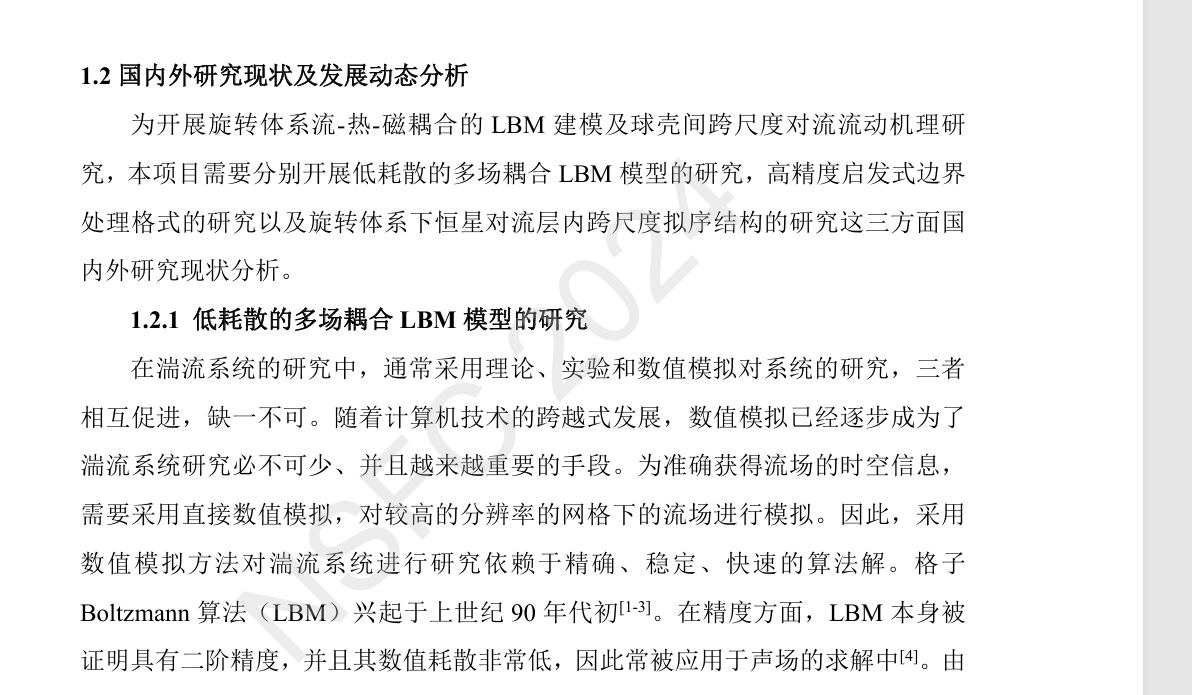 1.2 国内外研究现状及发展动态分析
为开展旋转体系流-热-磁耦合的 LBM 建模及球壳间跨尺度对流流动机理研
究，本项目需要分别开展低耗散的多场耦合 LBM 模型的研究，高精度启发式边界
处理格式的研究以及旋转体系下恒星对流层内跨尺度拟序结构的研究这三方面国
内外研究现状分析。
1.2.1 低耗散的多场耦合 LBM 模型的研究
在湍流系统的研究中，通常采用理论、实验和数值模拟对系统的研究，三者
相互促进，缺一不可。随着计算机技术的跨越式发展，数值模拟已经逐步成为了
湍流系统研究必不可少、并且越来越重要的手段。为准确获得流场的时空信息，
需要采用直接数值模拟，对较高的分辨率的网格下的流场进行模拟。因此，采用
数值模拟方法对湍流系统进行研究依赖于精确、稳定、快速的算法解。格子
Boltzmann 算法（LBM）兴起于上世纪 90 年代初[1-3]。在精度方面，LBM 本身被
证明具有二阶精度，并且其数值耗散非常低，因此常被应用于声场的求解中[4]。由
NSFC 2024